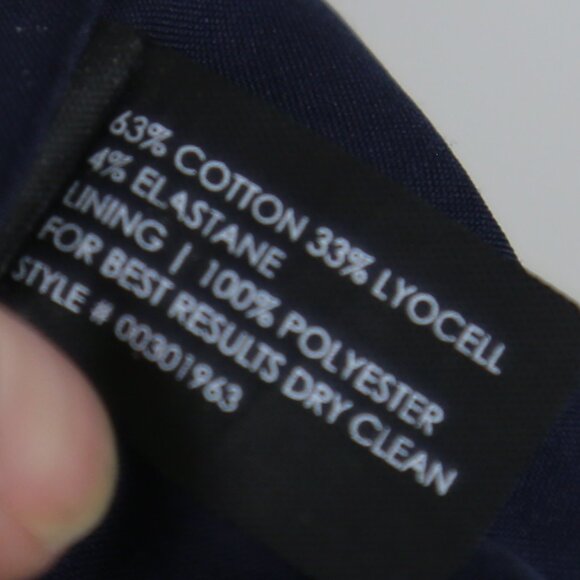 63% COTTON 33% LYOCELL
4% ELASTANE
LINING | 100% POLYESTER
FOR BEST RESULTS DRY CLEAN
STYLE # 00301963